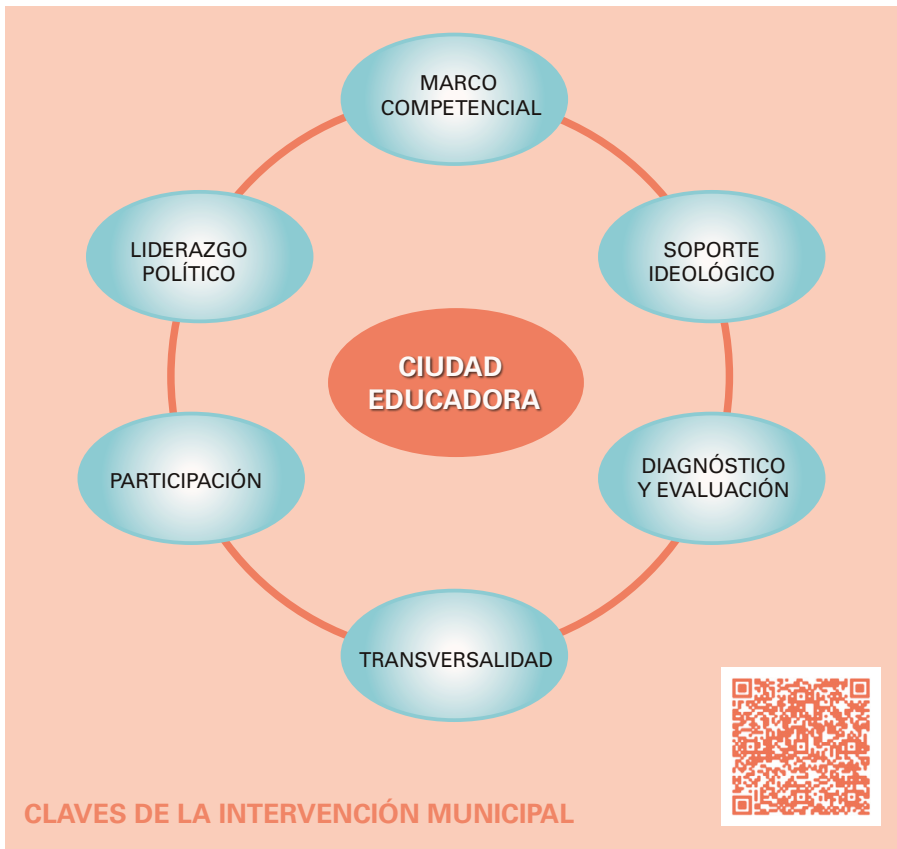 MARCO
COMPETENCIAL
LIDERAZGO
POLÍTICO
SOPORTE
IDEOLÓGICO
CIUDAD
EDUCADORA
PARTICIPACIÓN
DIAGNÓSTICO
Y EVALUACIÓN
TRANSVERSALIDAD
CLAVES DE LA INTERVENCIÓN MUNICIPAL